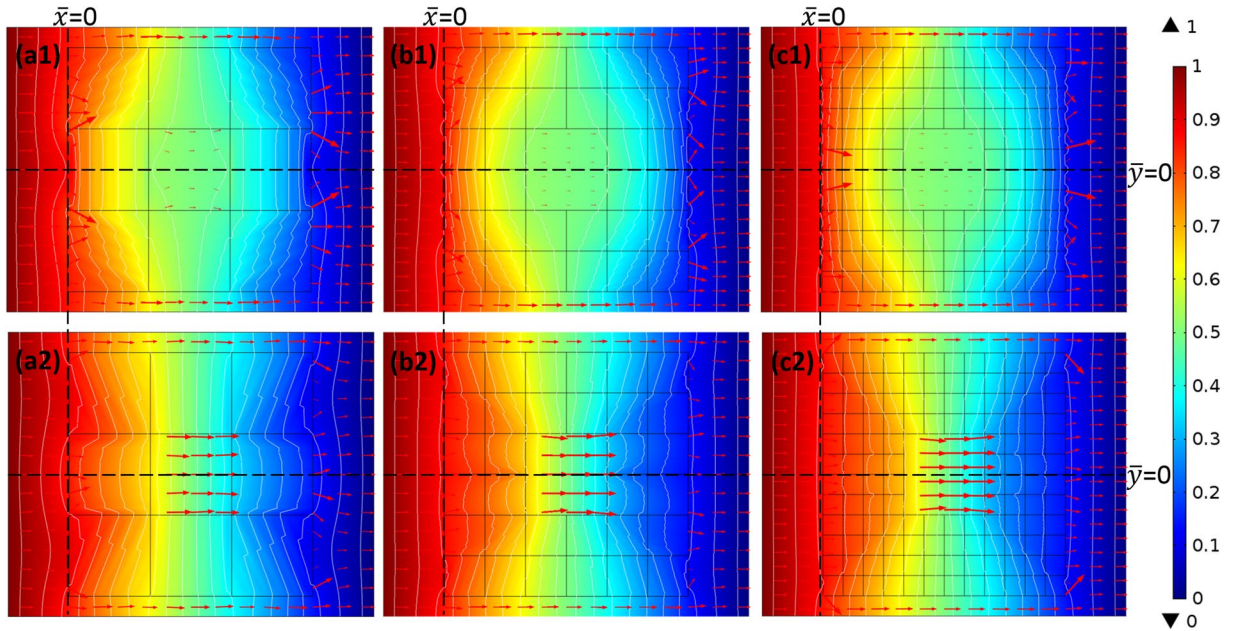 x̄=0 x̄=0 x̄=0
▲ 1
(a1) (b1) (c1)
1
0.9
0.8
0.7
ȳ=0
0.6
(a2) (b2) (c2)
0.5
0.4
0.3
ȳ=0
0.2
0.1
0
▼ 0